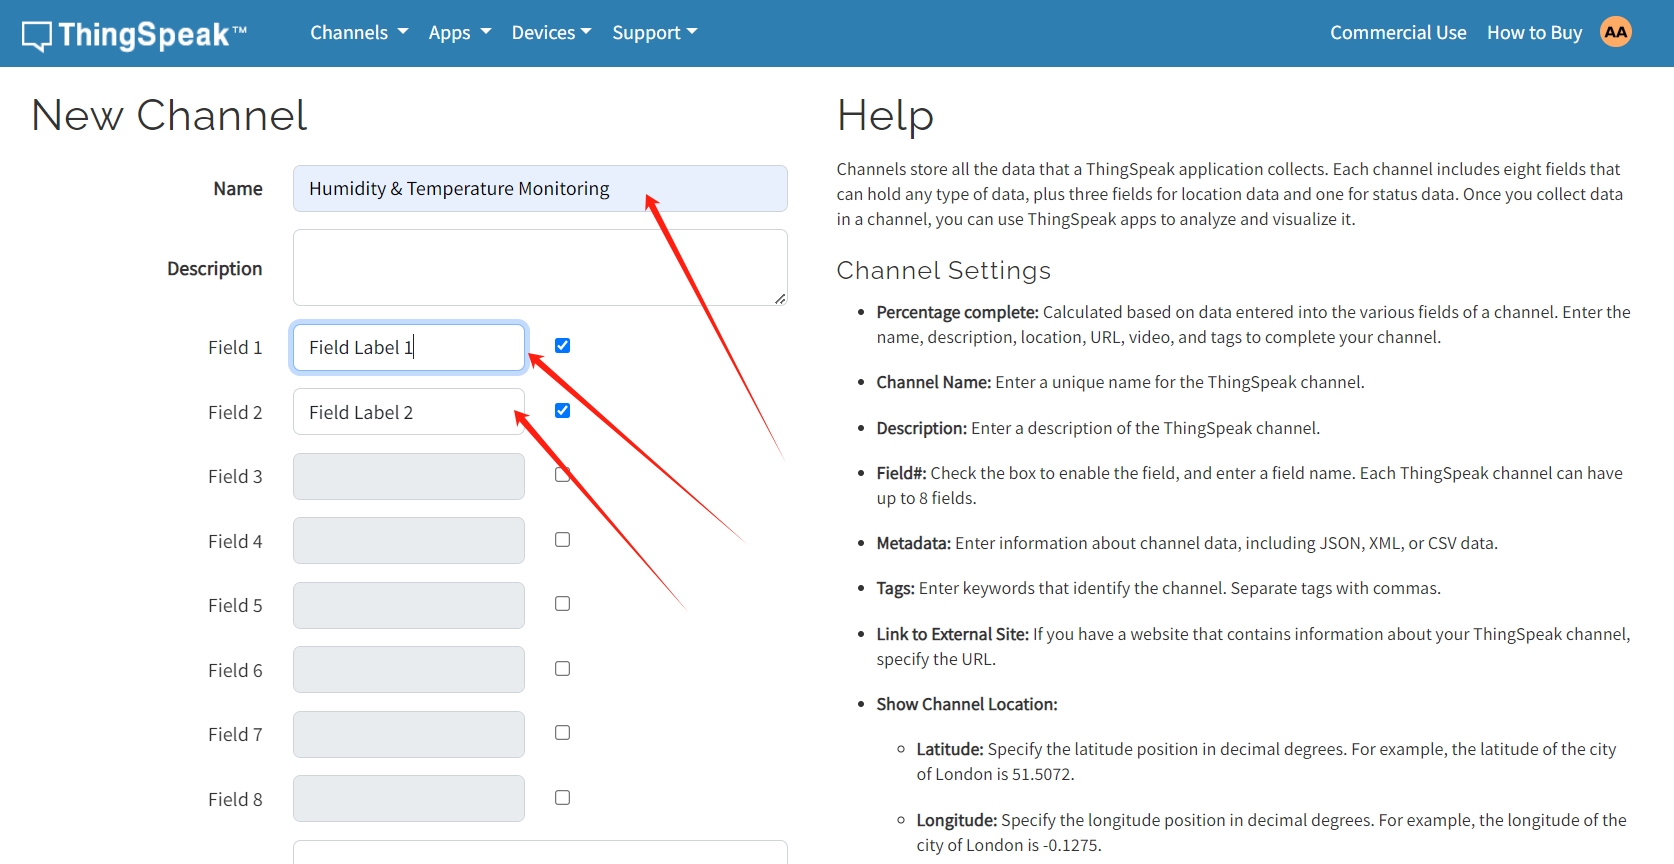 ThingSpeak™ Channels Apps Devices Support Commercial Use How to Buy AA
New Channel
Name Humidity & Temperature Monitoring
Description
Field 1 Field Label 1
Field 2 Field Label 2
Field 3
Field 4
Field 5
Field 6
Field 7
Field 8
Help
Channels store all the data that a ThingSpeak application collects. Each channel includes eight fields that
can hold any type of data, plus three fields for location data and one for status data. Once you collect data
in a channel, you can use ThingSpeak apps to analyze and visualize it.
Channel Settings
• Percentage complete: Calculated based on data entered into the various fields of a channel. Enter the
name, description, location, URL, video, and tags to complete your channel.
• Channel Name: Enter a unique name for the ThingSpeak channel.
• Description: Enter a description of the ThingSpeak channel.
• Field#: Check the box to enable the field, and enter a field name. Each ThingSpeak channel can have
up to 8 fields.
• Metadata: Enter information about channel data, including JSON, XML, or CSV data.
• Tags: Enter keywords that identify the channel. Separate tags with commas.
• Link to External Site: If you have a website that contains information about your ThingSpeak channel,
specify the URL.
• Show Channel Location:
◦ Latitude: Specify the latitude position in decimal degrees. For example, the latitude of the city
of London is 51.5072.
◦ Longitude: Specify the longitude position in decimal degrees. For example, the longitude of the
city of London is -0.1275.